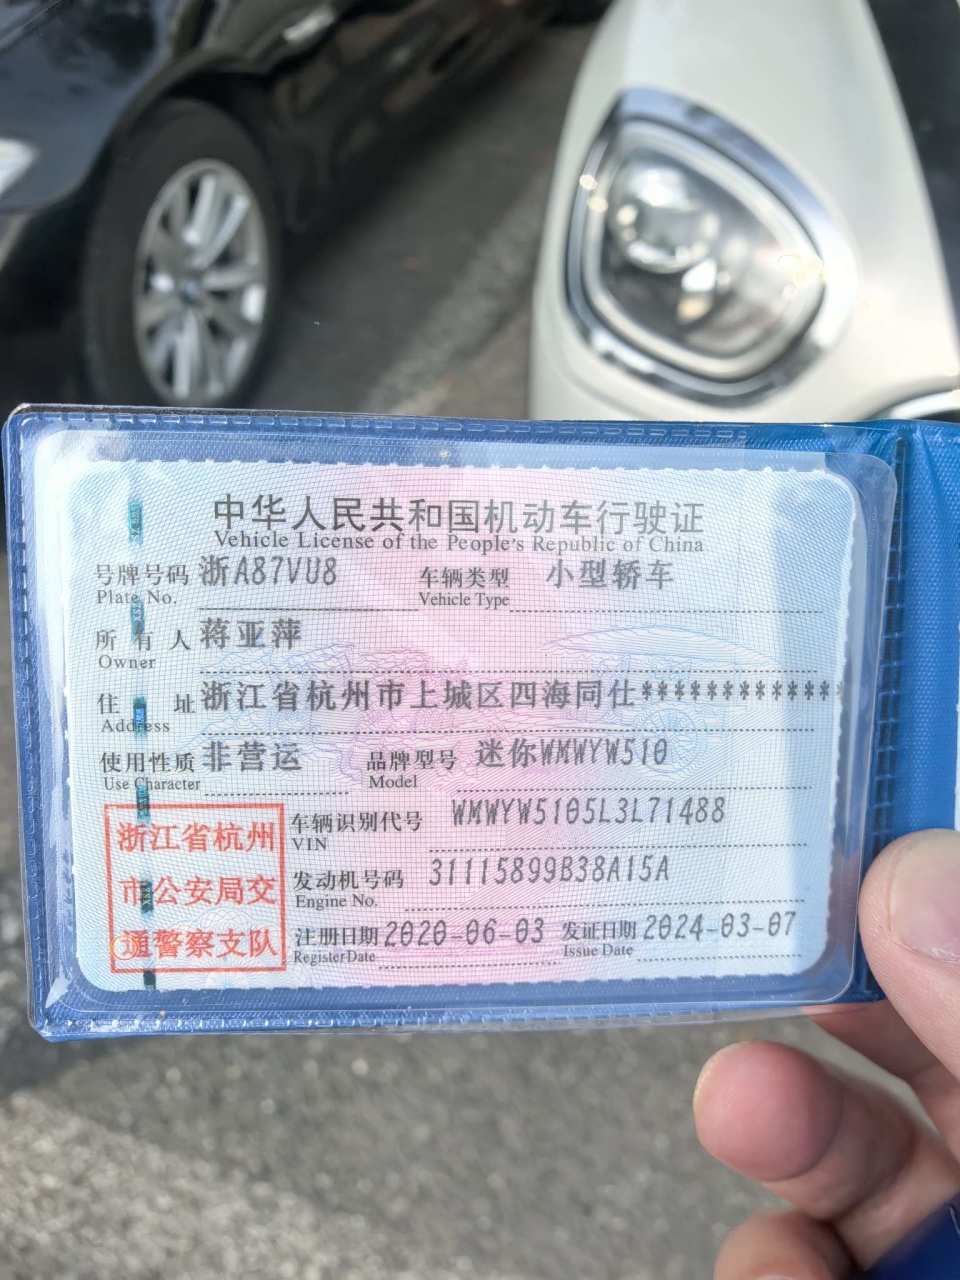 中华人民共和国机动车行驶证
Vehicle License of the People's Republic of China
号牌号码 浙A87VU8 车辆类型 小型轿车
Plate No. Vehicle Type
所有人 蒋亚萍
Owner
住址 浙江省杭州市上城区四海同仕************
Address
使用性质 非营运 品牌型号 迷你WMWYW510
Use Character Model
浙江省杭州
市公安局交
通警察支队
车辆识别代号 WMWYW5105L3L71488
VIN
发动机号码 31115899B38A15A
Engine No.
注册日期 2020-06-03 发证日期 2024-03-07
Register Date Issue Date